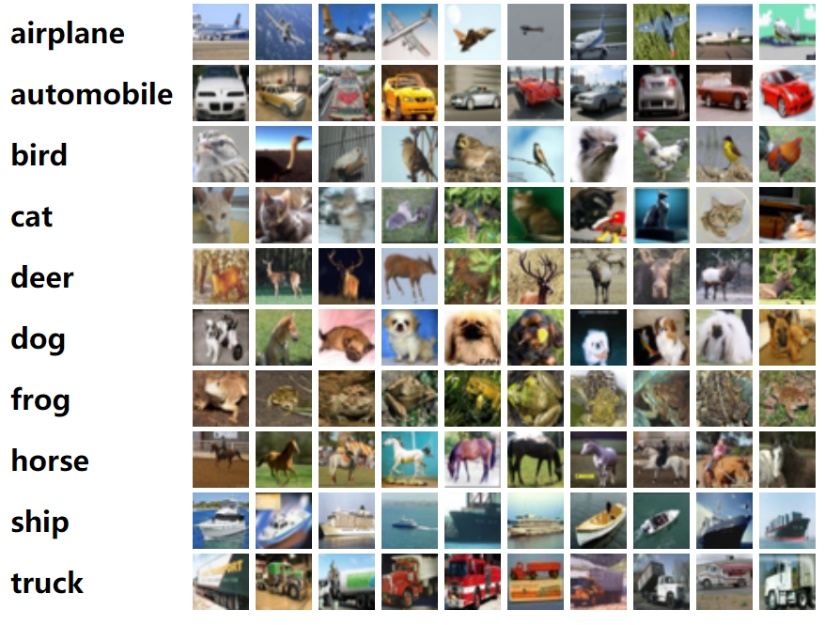 airplane
automobile
bird
cat
deer
dog
frog
horse
ship
truck